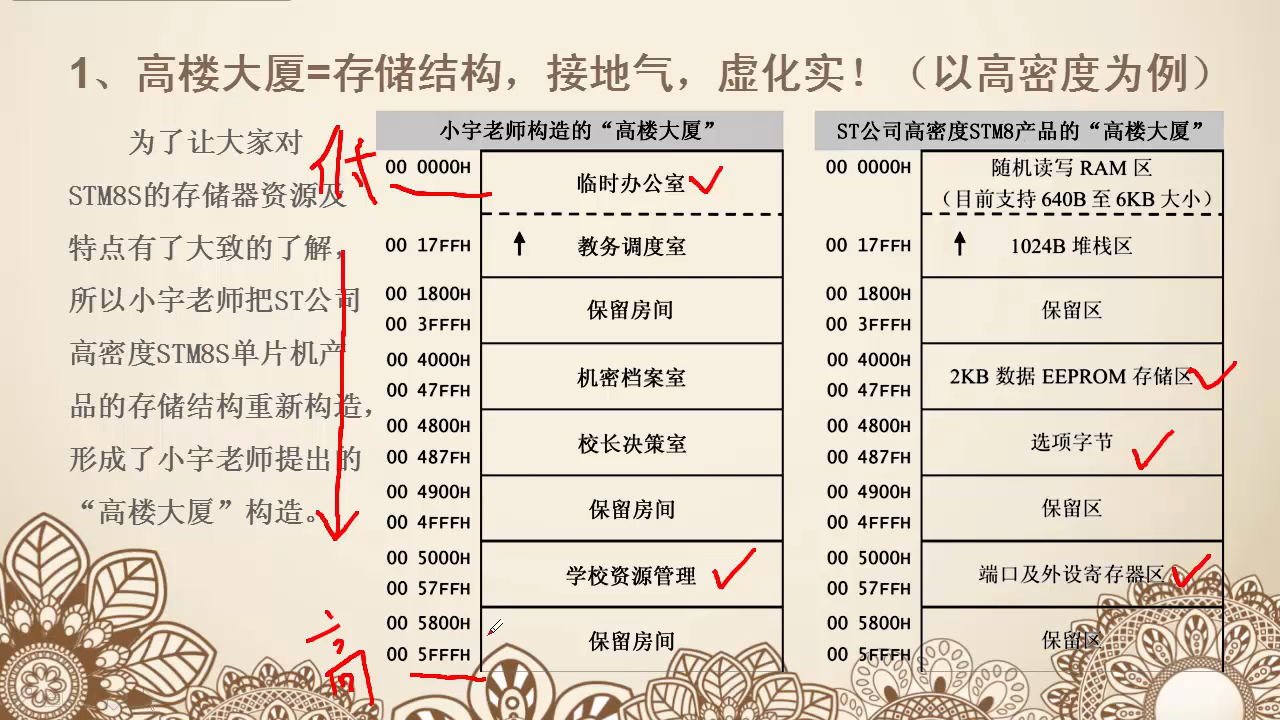 1、高楼大厦=存储结构，接地气，虚化实！（以高密度为例）
为了让大家对
STM8S的存储器资源及
特点有了大致的了解，
所以小宇老师把ST公司
高密度STM8S单片机产
品的存储结构重新构造，
形成了小宇老师提出的
“高楼大厦”构造。
低
高
小宇老师构造的“高楼大厦”
00 0000H
临时办公室
00 17FFH
教务调度室
00 1800H
00 3FFFH
保留房间
00 4000H
00 47FFH
机密档案室
00 4800H
00 487FH
校长决策室
00 4900H
00 4FFFH
保留房间
00 5000H
00 57FFH
学校资源管理
00 5800H
00 5FFFH
保留房间
ST公司高密度STM8产品的“高楼大厦”
00 0000H
随机读写 RAM 区
（目前支持 640B 至 6KB 大小）
00 17FFH
1024B 堆栈区
00 1800H
00 3FFFH
保留区
00 4000H
00 47FFH
2KB 数据 EEPROM 存储区
00 4800H
00 487FH
选项字节
00 4900H
00 4FFFH
保留区
00 5000H
00 57FFH
端口及外设寄存器区
00 5800H
00 5FFFH
保留区